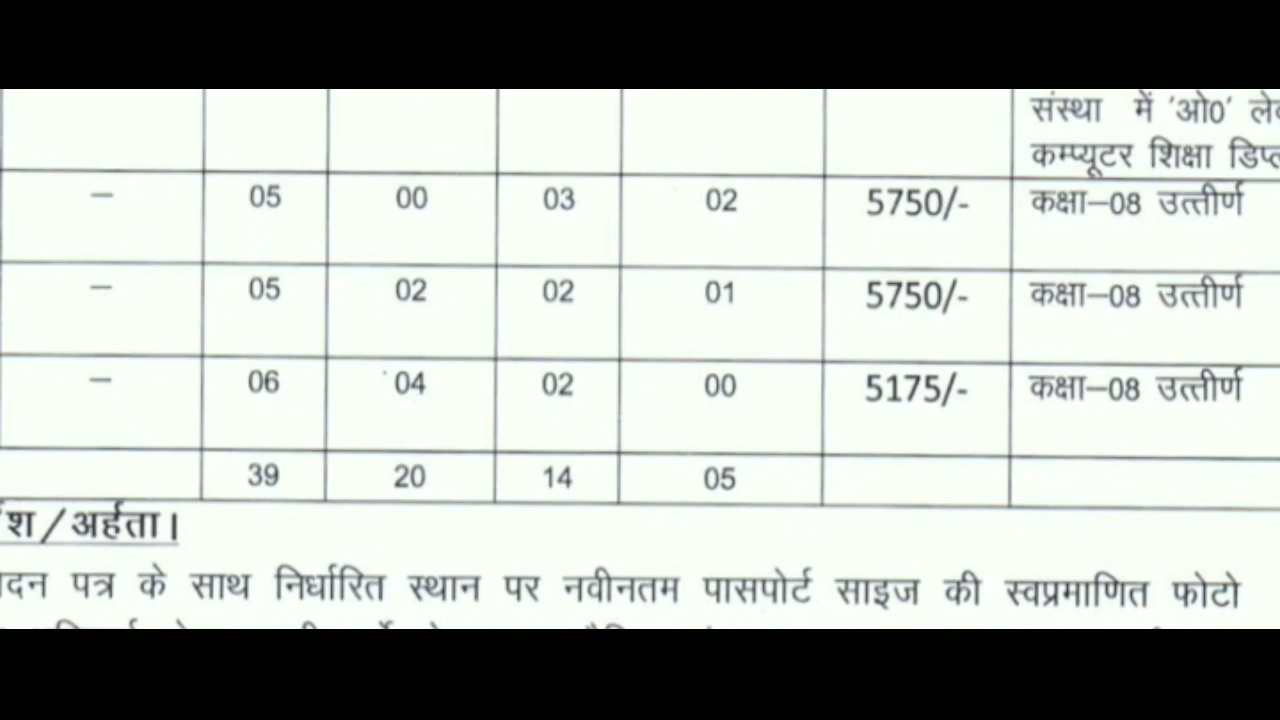 संस्था में 'ओ0'
कम्प्यूटर शिक्षा
– 05 00 03 02 5750/- कक्षा–08 उत्तीर्ण
– 05 02 02 01 5750/- कक्षा–08 उत्तीर्ण
– 06 04 02 00 5175/- कक्षा–08 उत्तीर्ण
39 20 14 05
/अर्हता।
पत्र के साथ निर्धारित स्थान पर नवीनतम पासपोर्ट साइज की स्वप्रमाणित फोटो